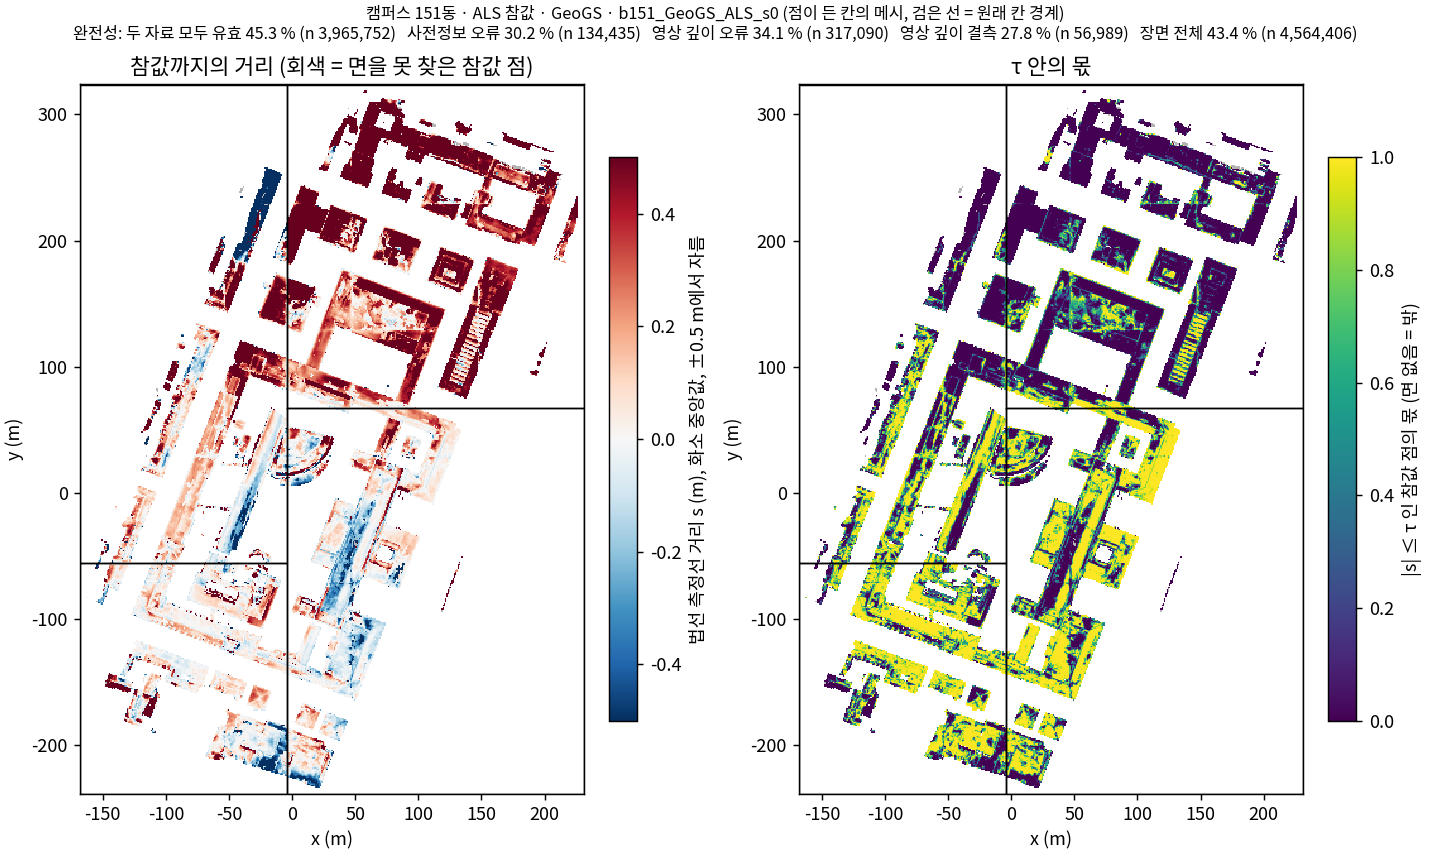 캠퍼스 151동 · ALS 참값 · GeoGS · b151_GeoGS_ALS_s0 (점이 든 칸의 메시, 검은 선 = 원래 칸 경계)
완전성: 두 자료 모두 유효 45.3 % (n 3,965,752)   사전정보 오류 30.2 % (n 134,435)   영상 깊이 오류 34.1 % (n 317,090)   영상 깊이 결측 27.8 % (n 56,989)   장면 전체 43.4 % (n 4,564,406)
참값까지의 거리 (회색 = 면을 못 찾은 참값 점)
τ 안의 몫
300
200
100
0
-100
-200
y (m)
-150 -100 -50 0 50 100 150 200
x (m)
0.4
0.2
0.0
-0.2
-0.4
법선 측정선 거리 s (m), 화소 중앙값, ±0.5 m에서 자름
300
200
100
0
-100
-200
y (m)
-150 -100 -50 0 50 100 150 200
x (m)
1.0
0.8
0.6
0.4
0.2
0.0
|s| ≤ τ 인 참값 점의 몫 (면 없음 = 밖)